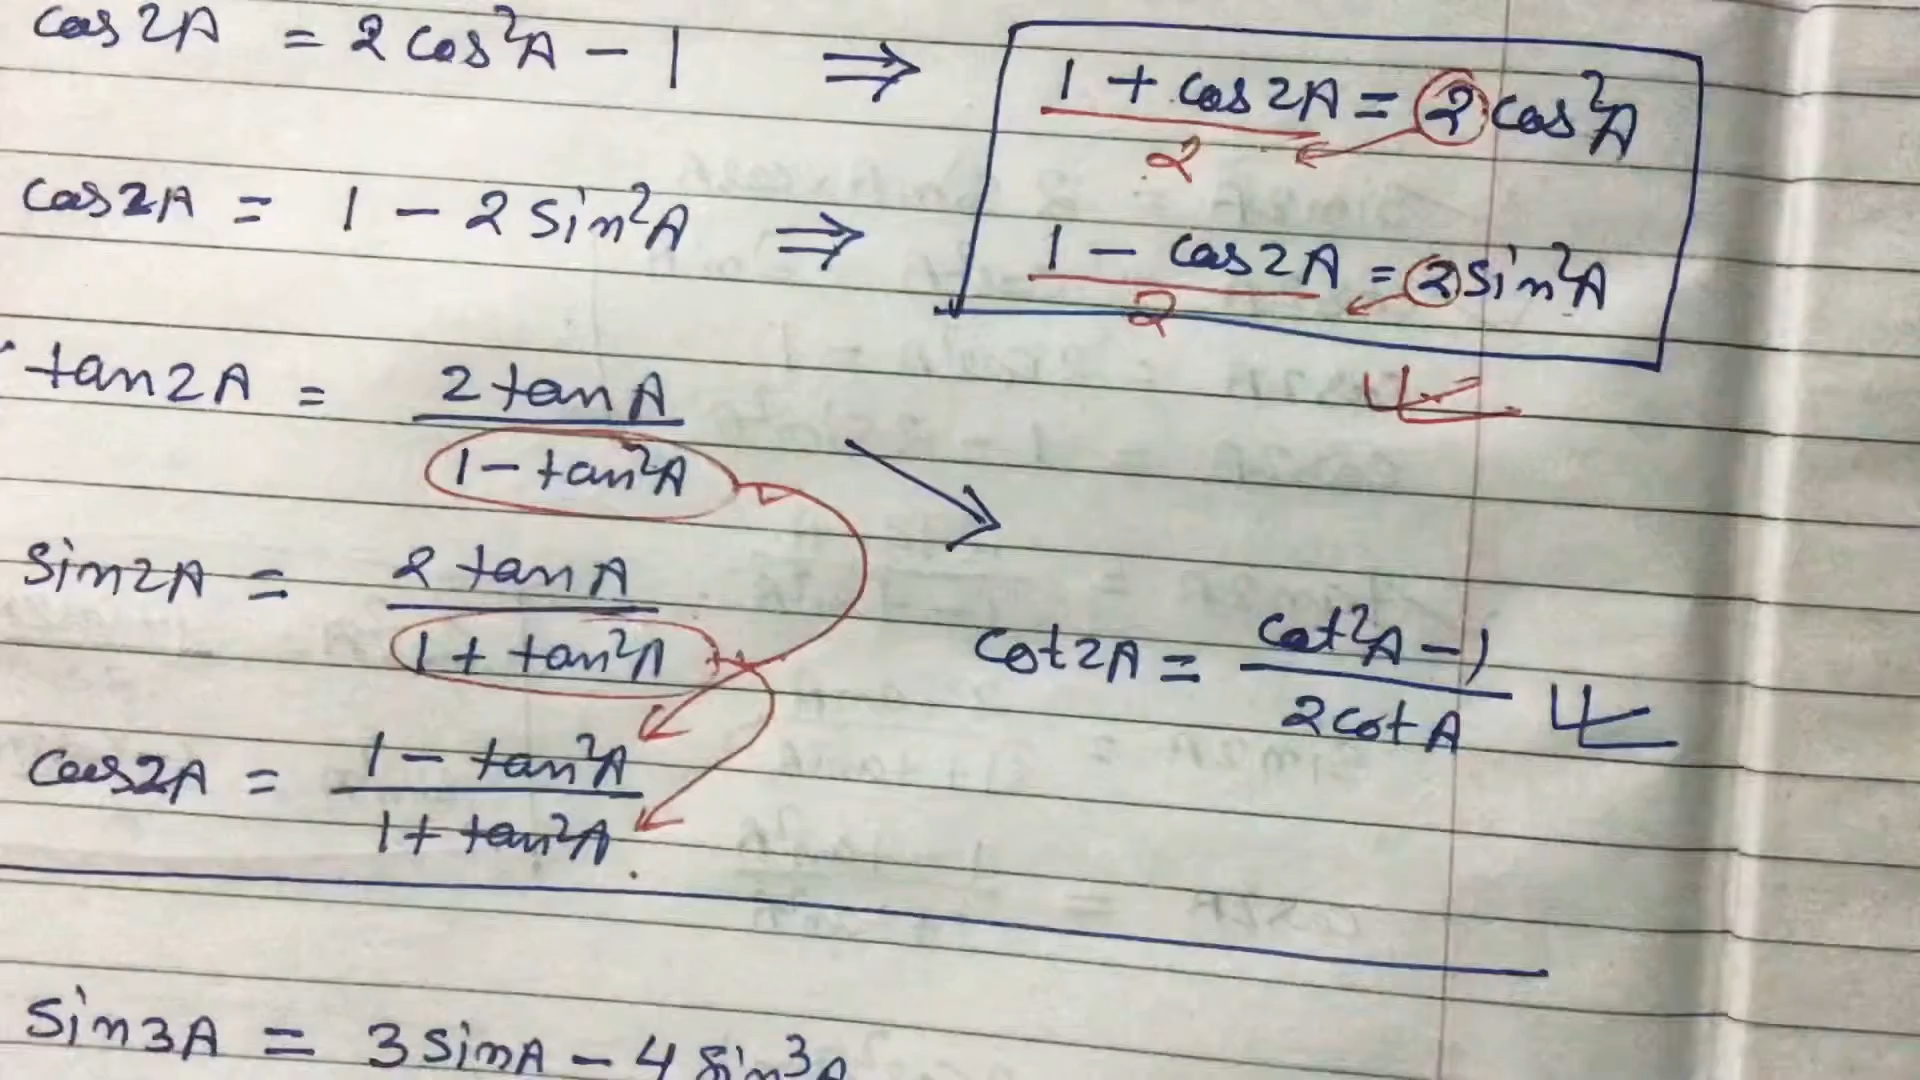 cos2A = 2cos²A - 1 ⇒ 1 + cos2A = 2cos²A
2
cos2A = 1 - 2sin²A ⇒ 1 - cos2A = 2sin²A
2
tan2A = 2tanA
1 - tan²A
sin2A = 2tanA
1 + tan²A
cot2A = cot²A - 1
2cotA
cos2A = 1 - tan²A
1 + tan²A
sin3A = 3sinA - 4sin³A